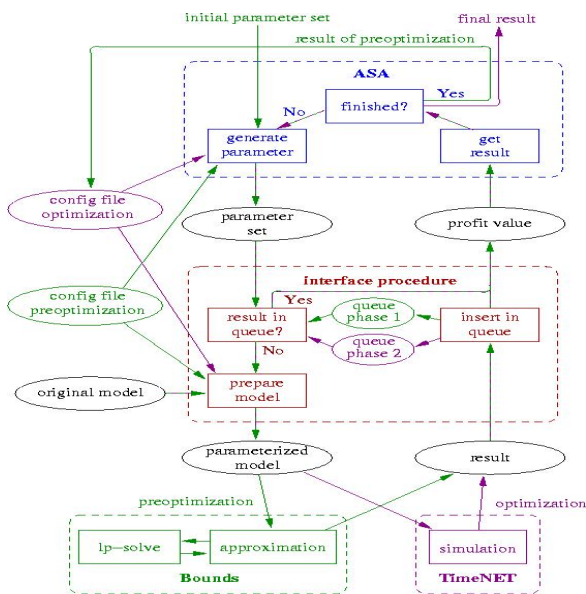 initial parameter set
final result
result of preoptimization
ASA
Yes
No
finished?
generate
parameter
get
result
config file
optimization
parameter
set
profit value
interface procedure
Yes
config file
preoptimization
result in
queue?
queue
phase 1
insert in
queue
queue
phase 2
No
original model
prepare
model
parameterized
model
result
preoptimization
optimization
lp-solve
approximation
simulation
Bounds
TimeNET